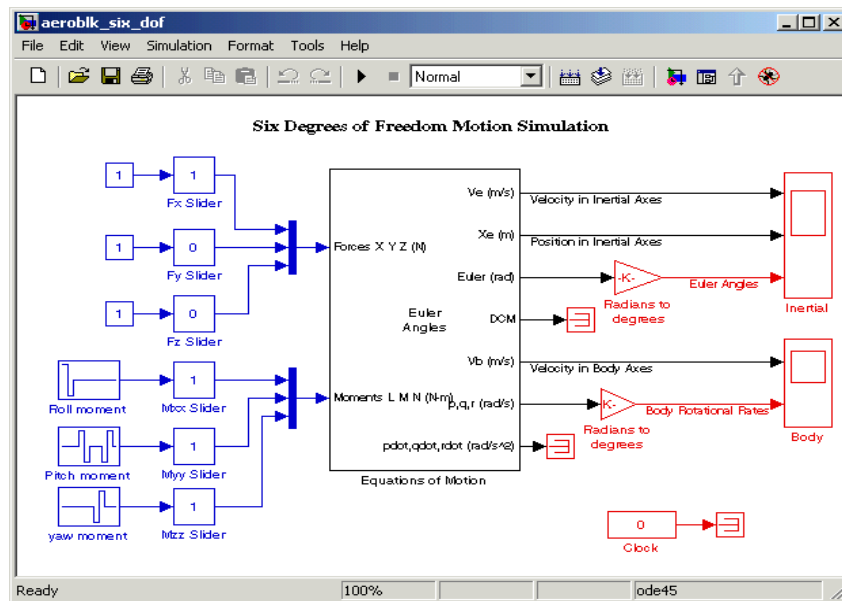 aeroblk_six_dof
File Edit View Simulation Format Tools Help
Normal
Six Degrees of Freedom Motion Simulation
1
1
Fx Slider
1
0
Fy Slider
1
0
Fz Slider
Roll moment
1
Mxx Slider
Pitch moment
1
Myy Slider
yaw moment
1
Mzz Slider
Forces X Y Z (N)
Moments L M N (N-m)
Euler
Angles
Ve (m/s)
Xe (m)
Euler (rad)
DCM
Vb (m/s)
p,q,r (rad/s)
pdot,qdot,rdot (rad/s^2)
Equations of Motion
Velocity in Inertial Axes
Position in Inertial Axes
-K-
Radians to
degrees
Euler Angles
Inertial
Velocity in Body Axes
-K-
Radians to
degrees
Body Rotational Rates
Body
0
Clock
Ready 100% ode45